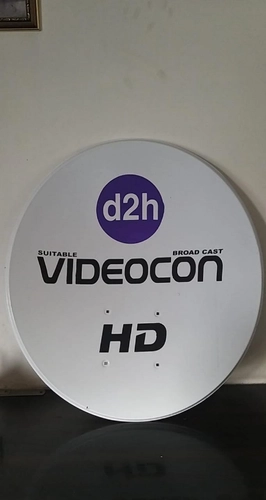 d2h
SUITABLE BROAD CAST
VIDEOCON
HD